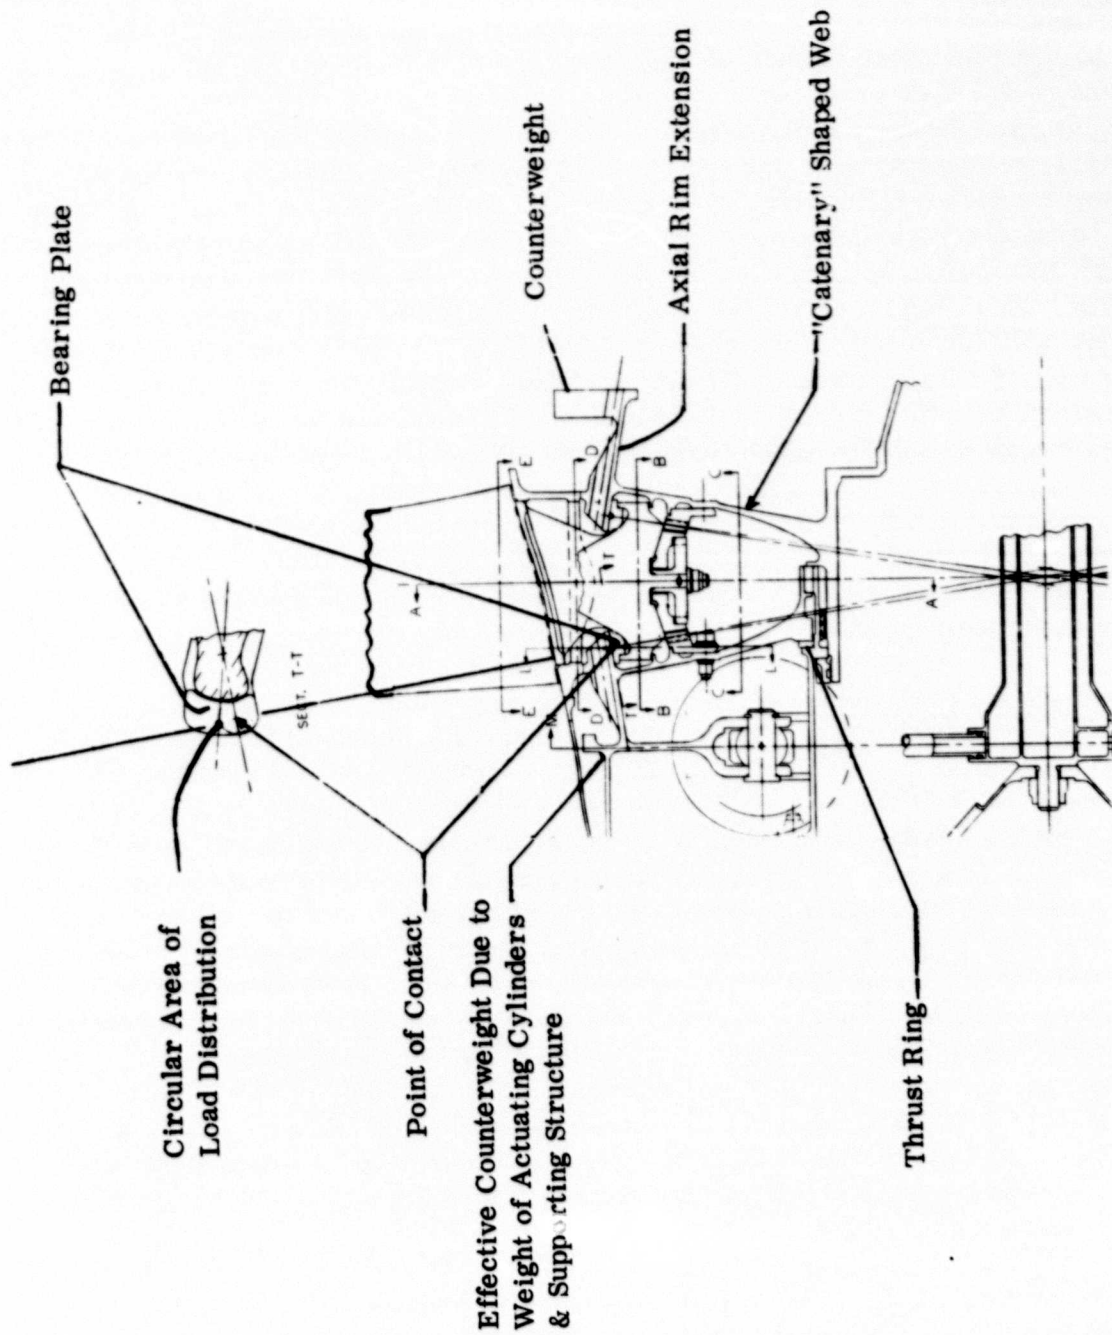 Bearing Plate
Circular Area of
Load Distribution
SECT. T-T
Point of Contact
Effective Counterweight Due to
Weight of Actuating Cylinders
& Supporting Structure
Counterweight
Axial Rim Extension
"Catenary" Shaped Web
Thrust Ring
A
A
E
E
D
D
B
B
C
C
T
T
L
L
M